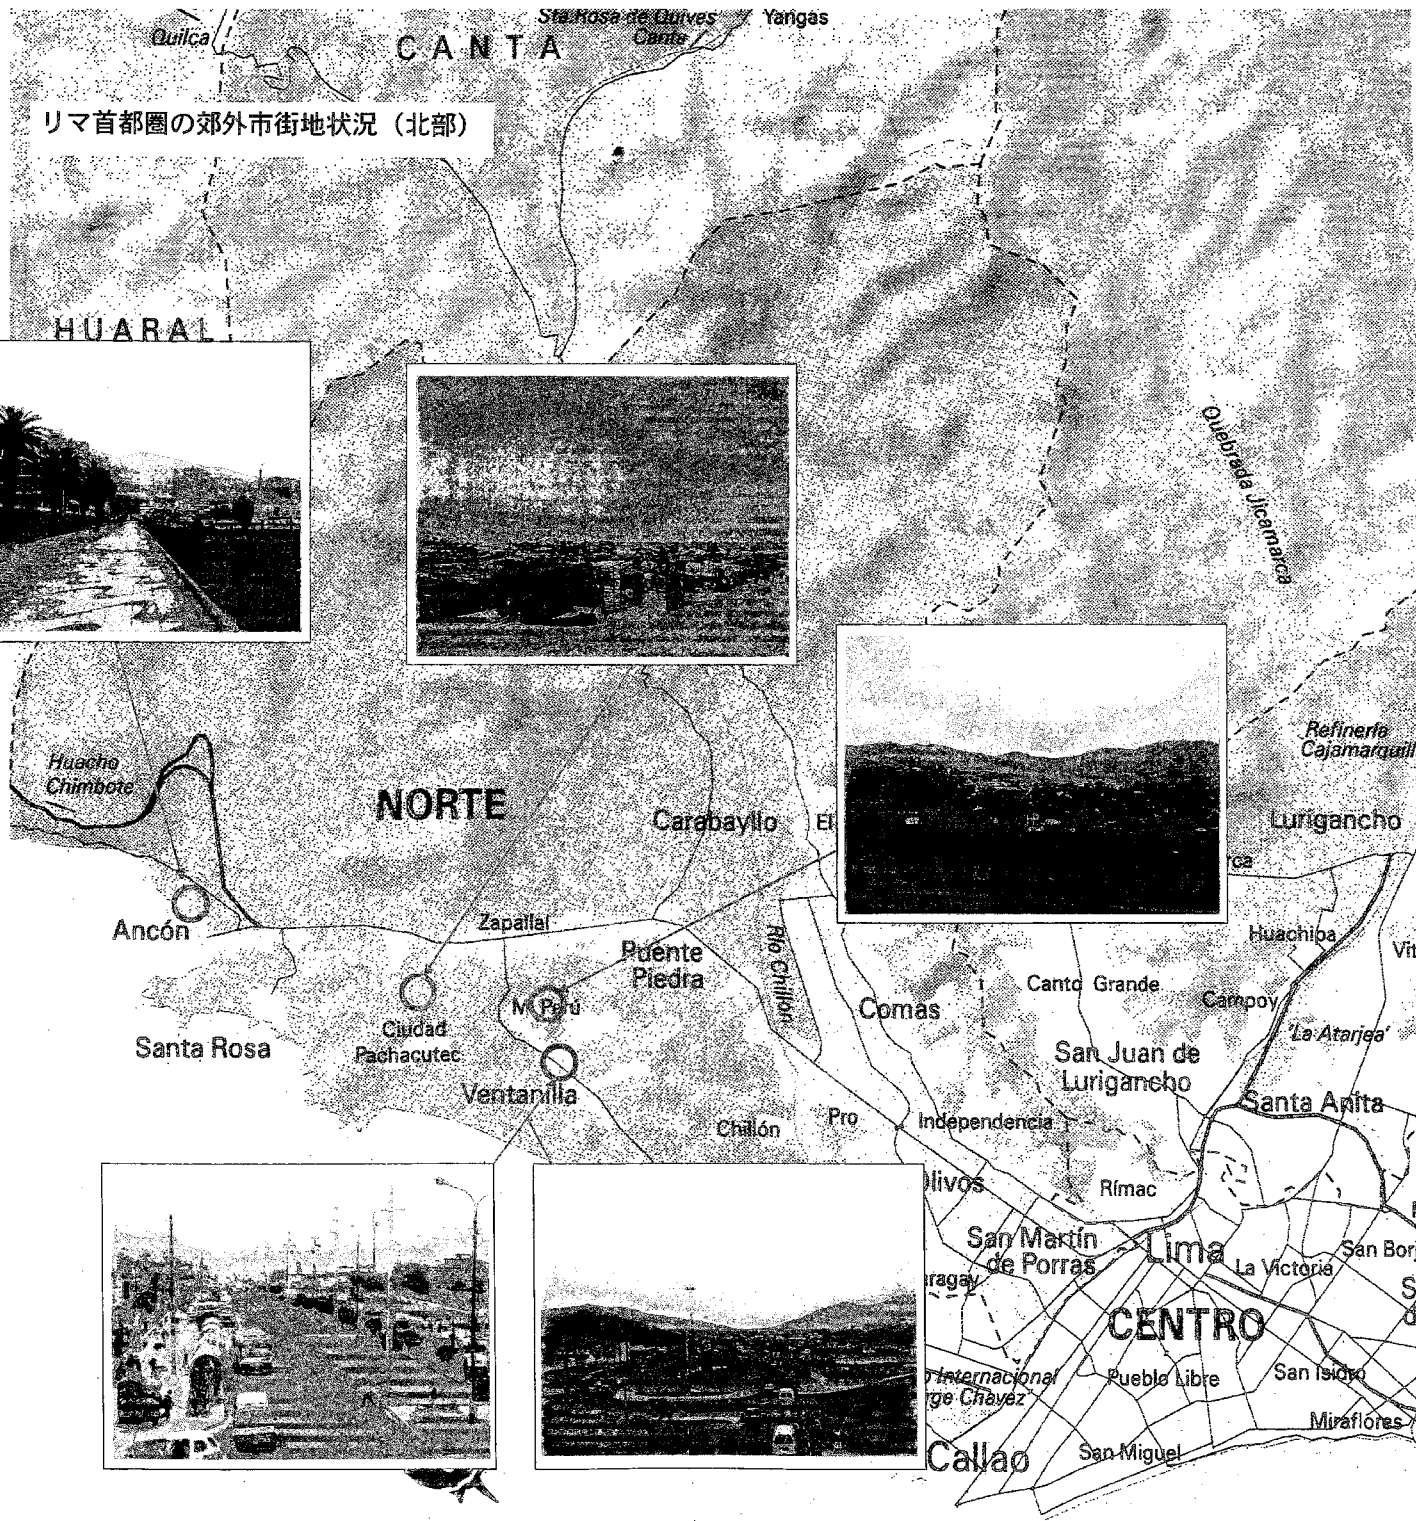 Sta.Rosa de Quives
Yangas
Quilca
CANTA
Canta
リマ首都圏の郊外市街地状況（北部）
HUARAL
Quebrada Jicamarca
Refinería
Huacho
Chimbote
NORTE
Carabayllo
Lurigancho
Ancón
Zapallal
Puente
Piedra
Río Chillón
Huachipa
Canto Grande
Campoy
Comas
Ciudad
Pachacutec
Santa Rosa
'La Atarjea'
San Juan de
Lurigancho
Ventanilla
Santa Anita
Chillón
Pro
Independencia
Rímac
San Martín
de Porras
Lima
La Victoria
CENTRO
Internacional
Pueblo Libre
San Isidro
Miraflores
Callao
San Miguel